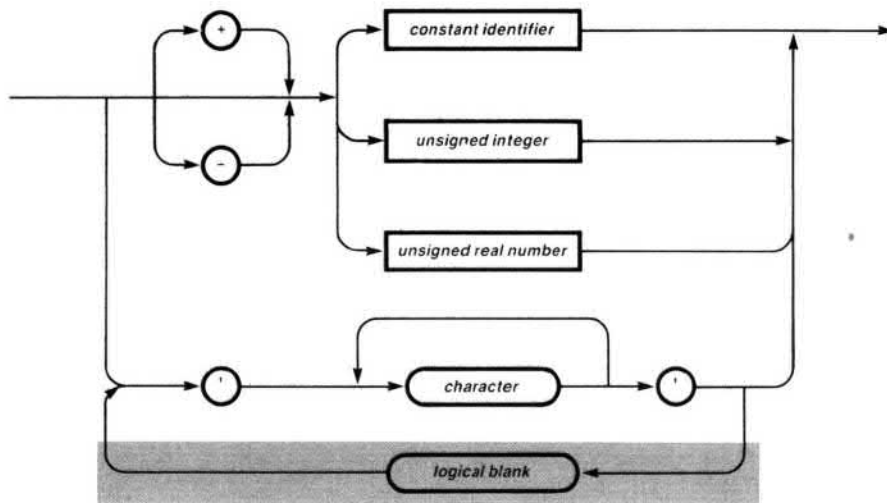 +
constant identifier
-
unsigned integer
unsigned real number
' character '
logical blank